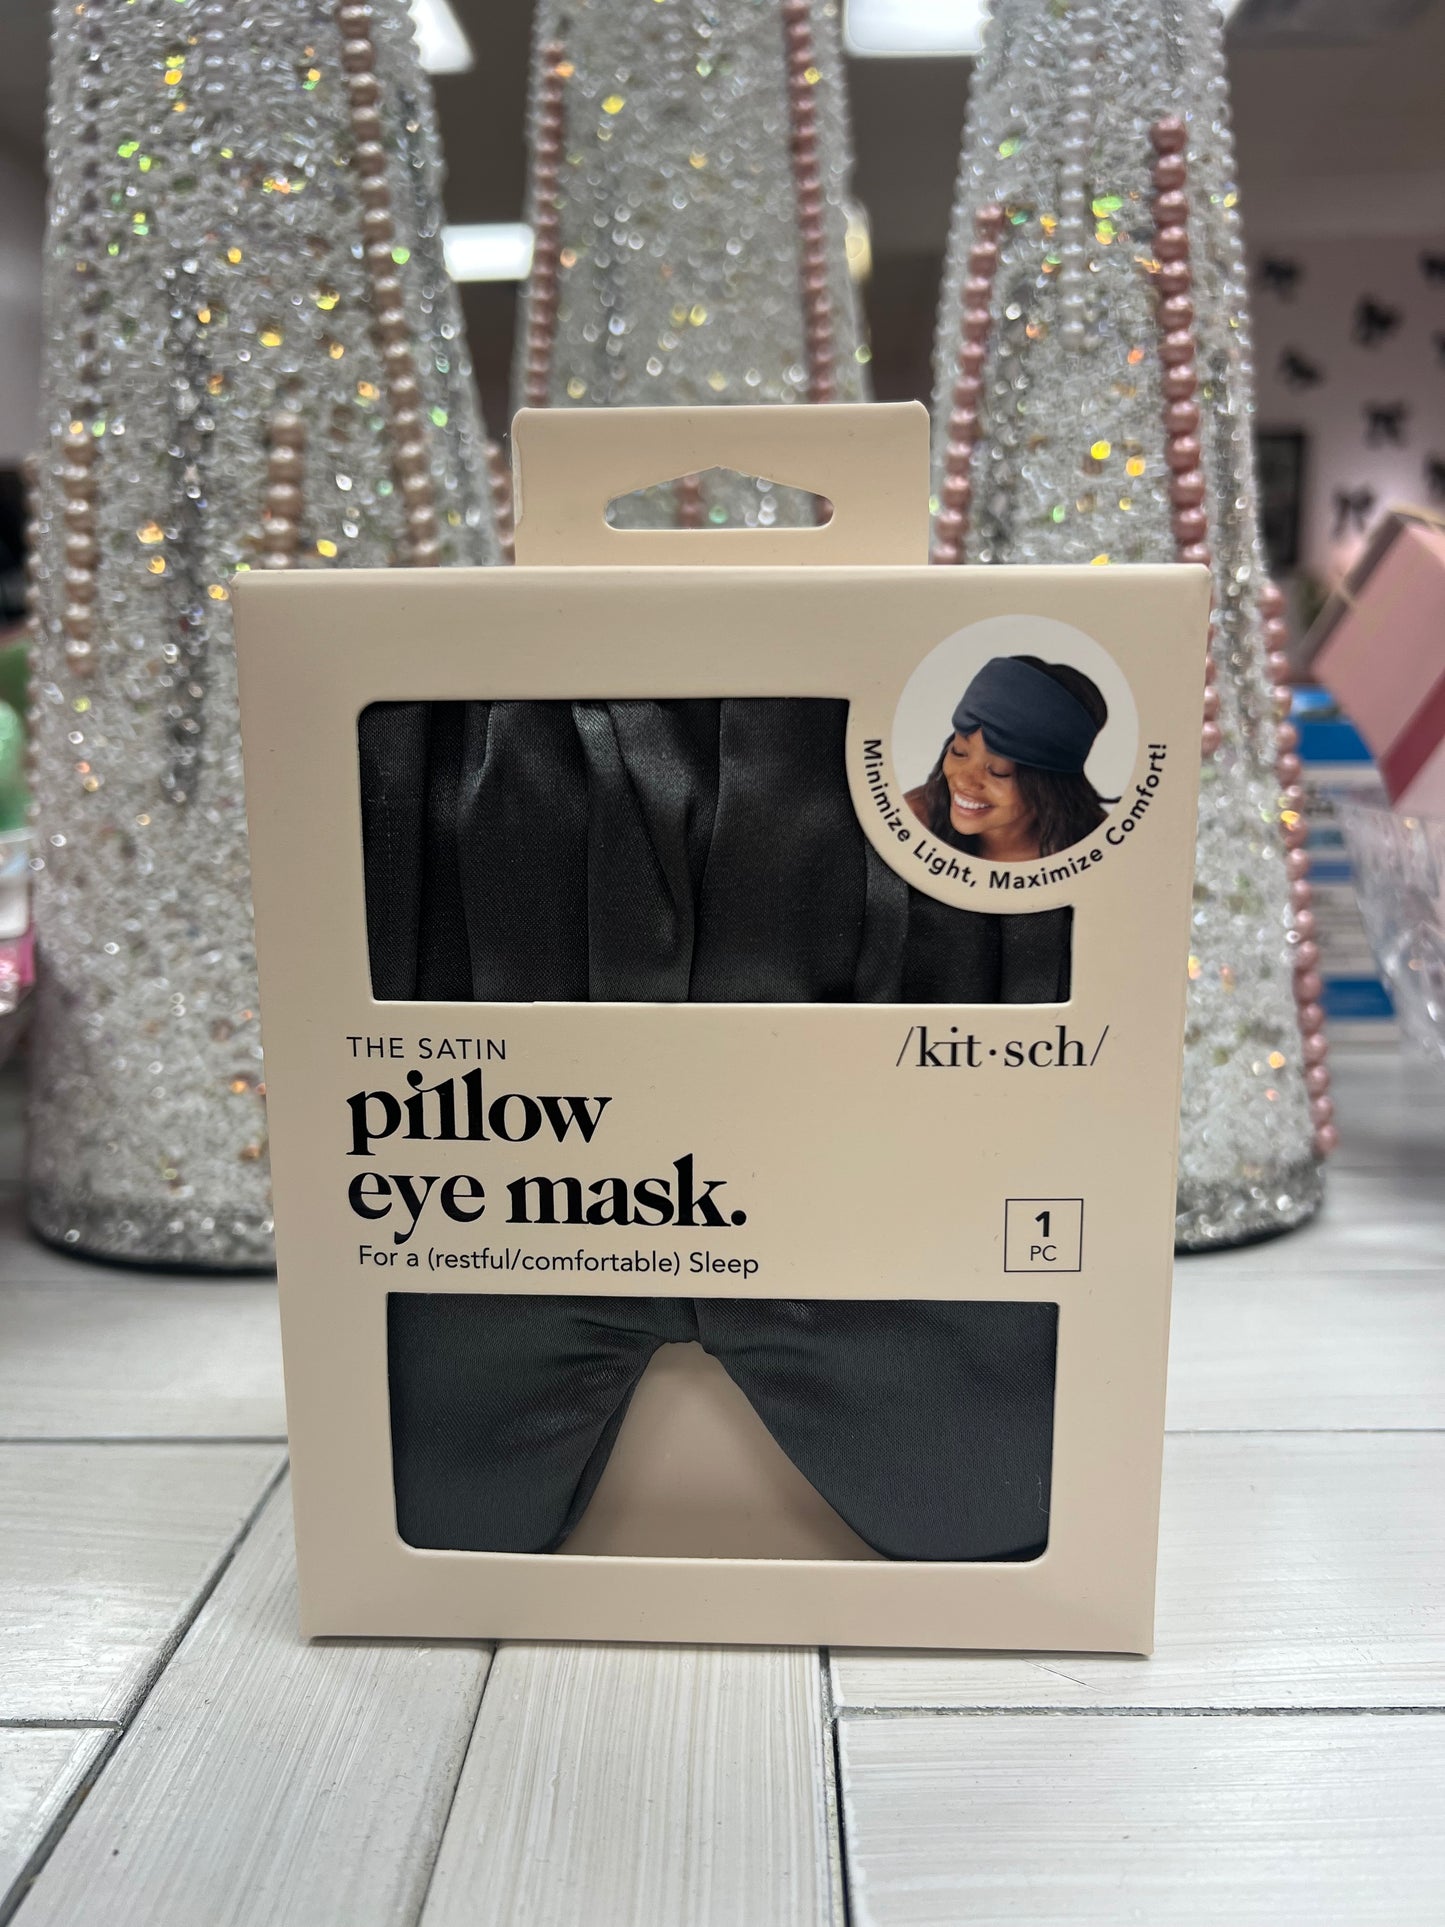 Minimize Light, Maximize Comfort!
THE SATIN
/kit·sch/
pillow
eye mask.
For a (restful/comfortable) Sleep
1
PC